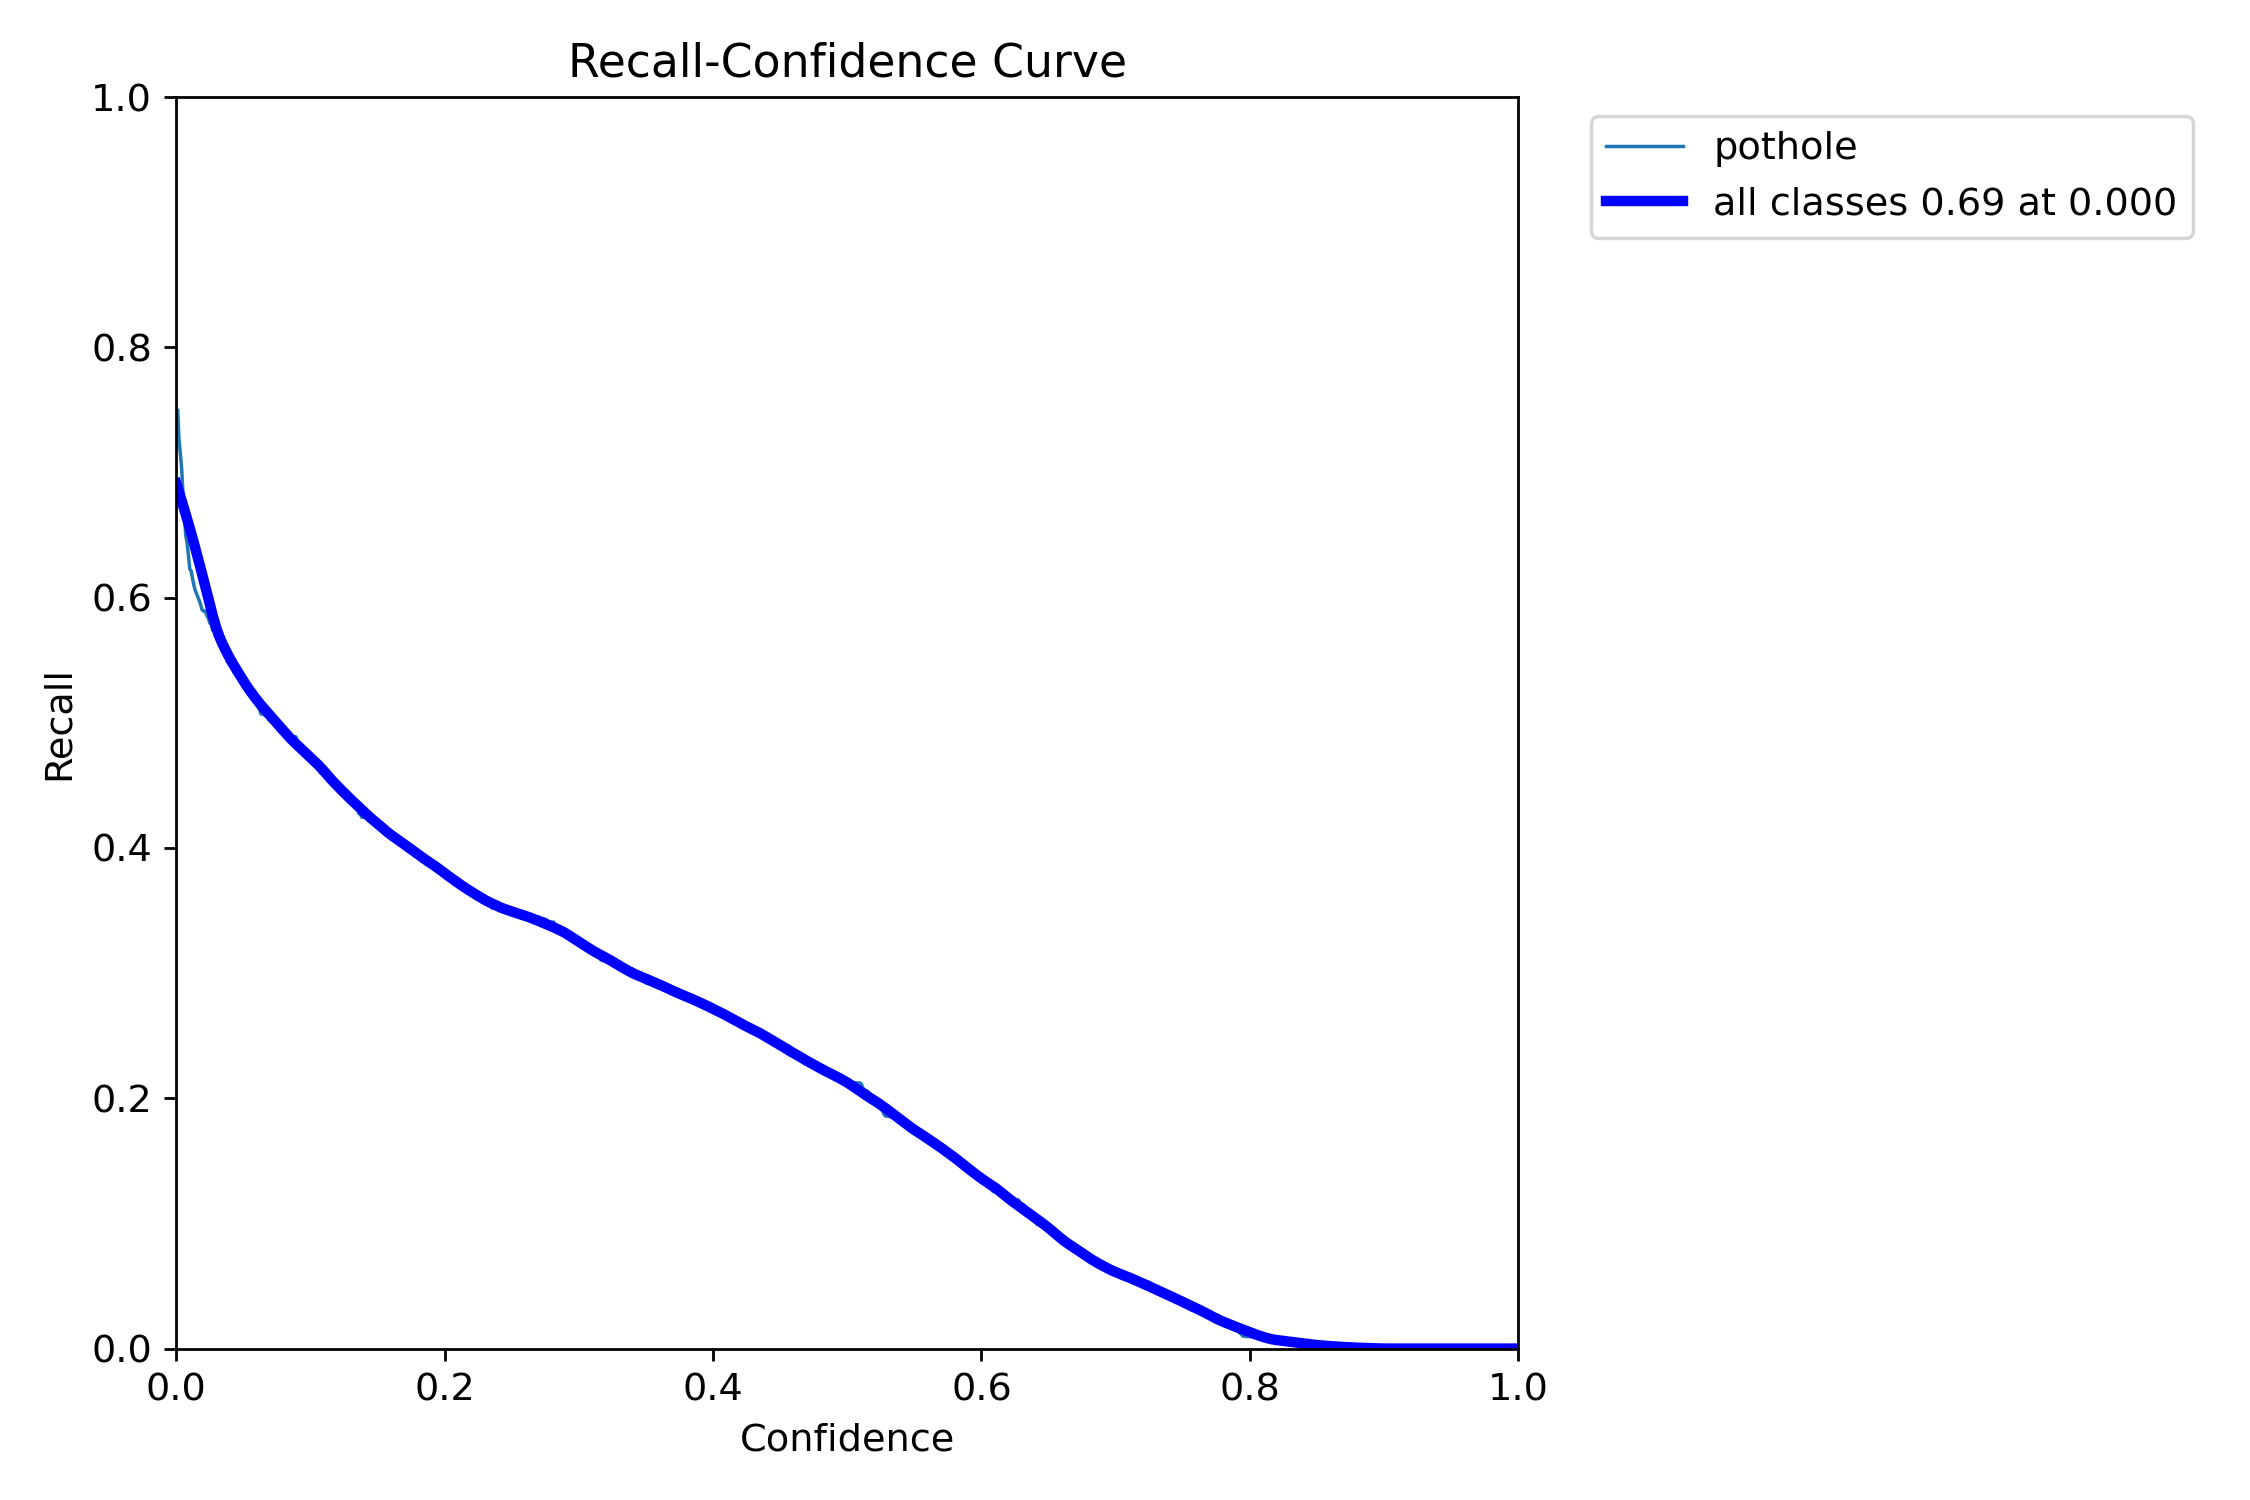 Recall-Confidence Curve
1.0
0.8
0.6
0.4
0.2
0.0
Recall
0.0 0.2 0.4 0.6 0.8 1.0
Confidence
pothole
all classes 0.69 at 0.000